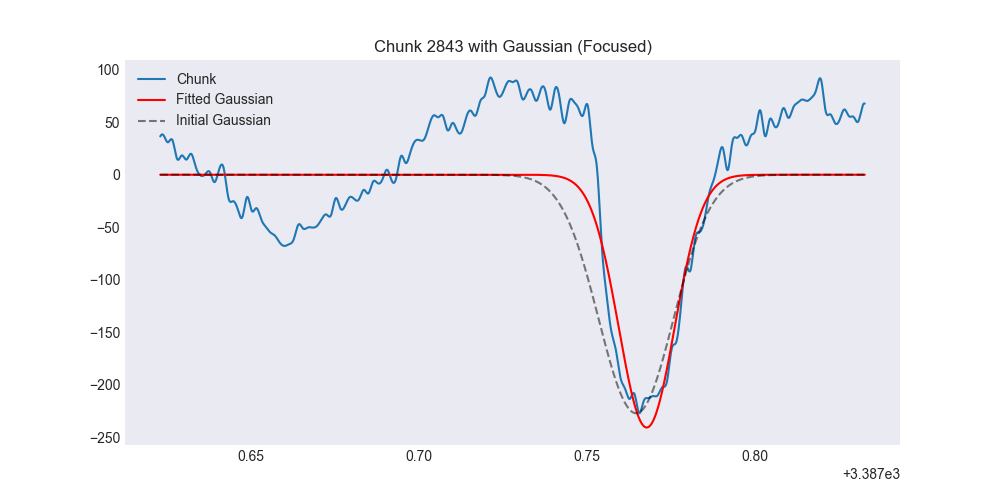 Chunk 2843 with Gaussian (Focused)
100
50
0
−50
−100
−150
−200
−250
Chunk
Fitted Gaussian
Initial Gaussian
0.65 0.70 0.75 0.80
+3.387e3